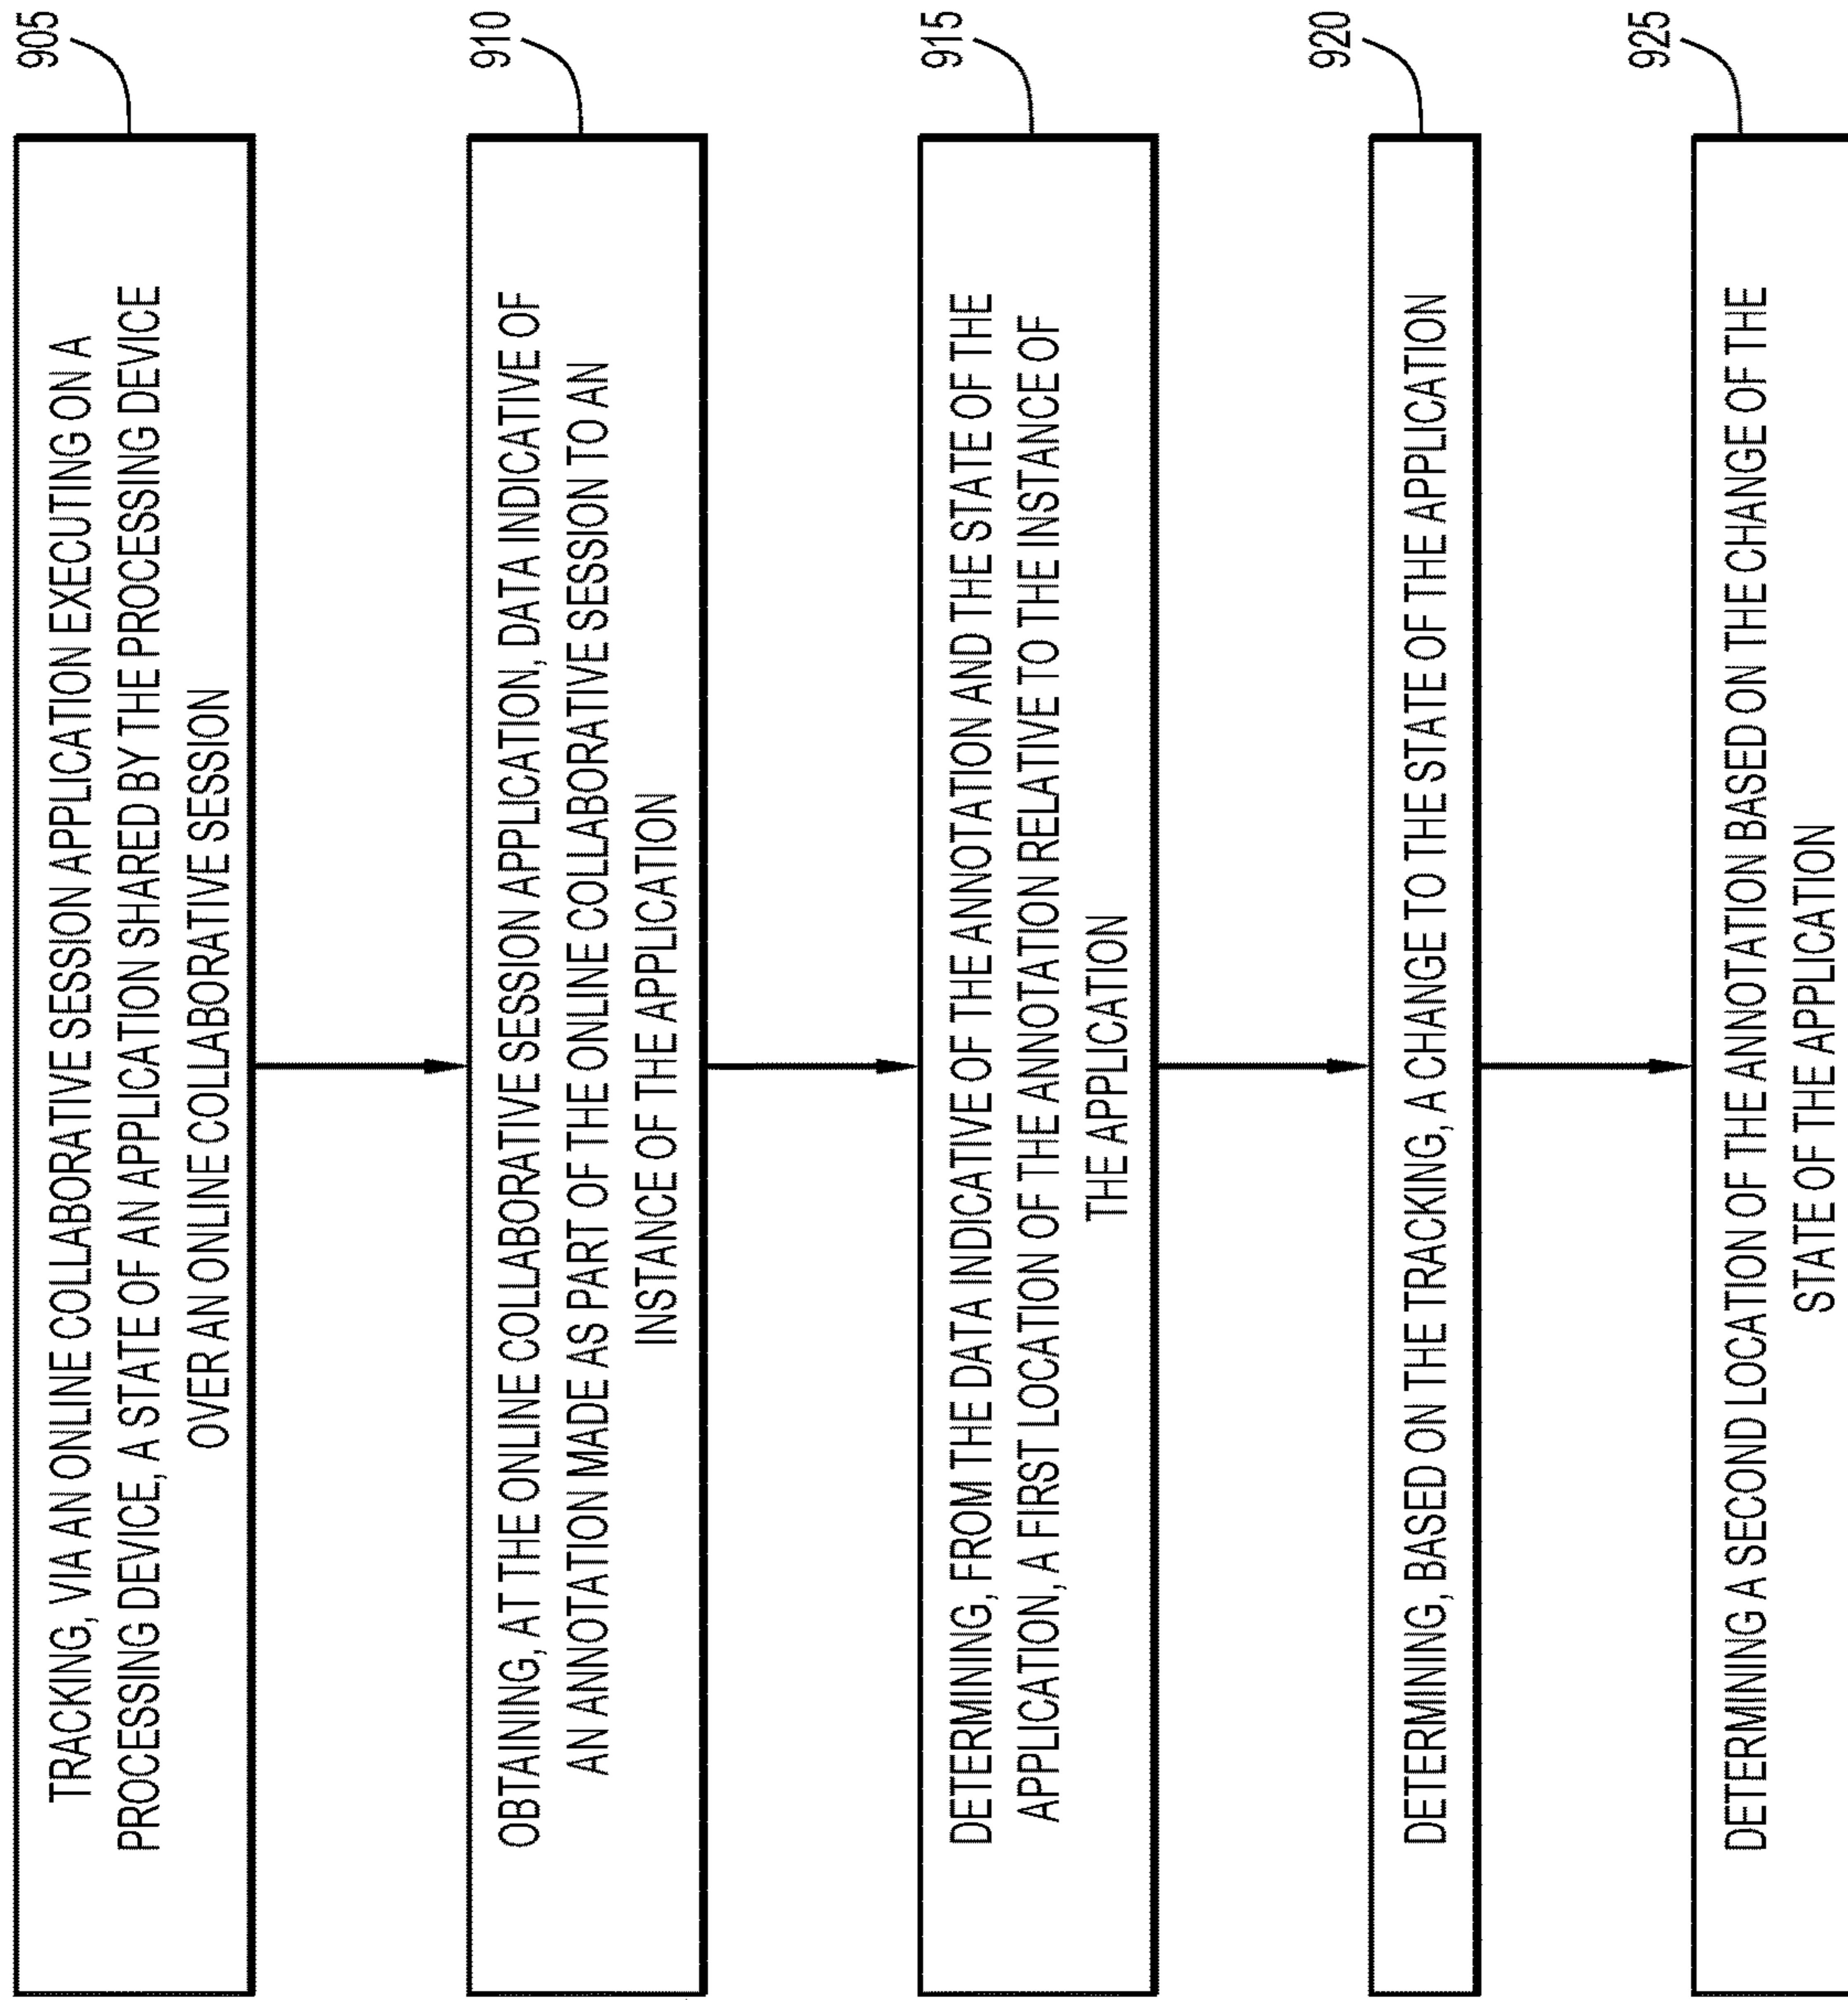 905
TRACKING, VIA AN ONLINE COLLABORATIVE SESSION APPLICATION EXECUTING ON A
PROCESSING DEVICE, A STATE OF AN APPLICATION SHARED BY THE PROCESSING DEVICE
OVER AN ONLINE COLLABORATIVE SESSION
910
OBTAINING, AT THE ONLINE COLLABORATIVE SESSION APPLICATION, DATA INDICATIVE OF
AN ANNOTATION MADE AS PART OF THE ONLINE COLLABORATIVE SESSION TO AN
INSTANCE OF THE APPLICATION
915
DETERMINING, FROM THE DATA INDICATIVE OF THE ANNOTATION AND THE STATE OF THE
APPLICATION, A FIRST LOCATION OF THE ANNOTATION RELATIVE TO THE INSTANCE OF
THE APPLICATION
920
DETERMINING, BASED ON THE TRACKING, A CHANGE TO THE STATE OF THE APPLICATION
925
DETERMINING A SECOND LOCATION OF THE ANNOTATION BASED ON THE CHANGE OF THE
STATE OF THE APPLICATION